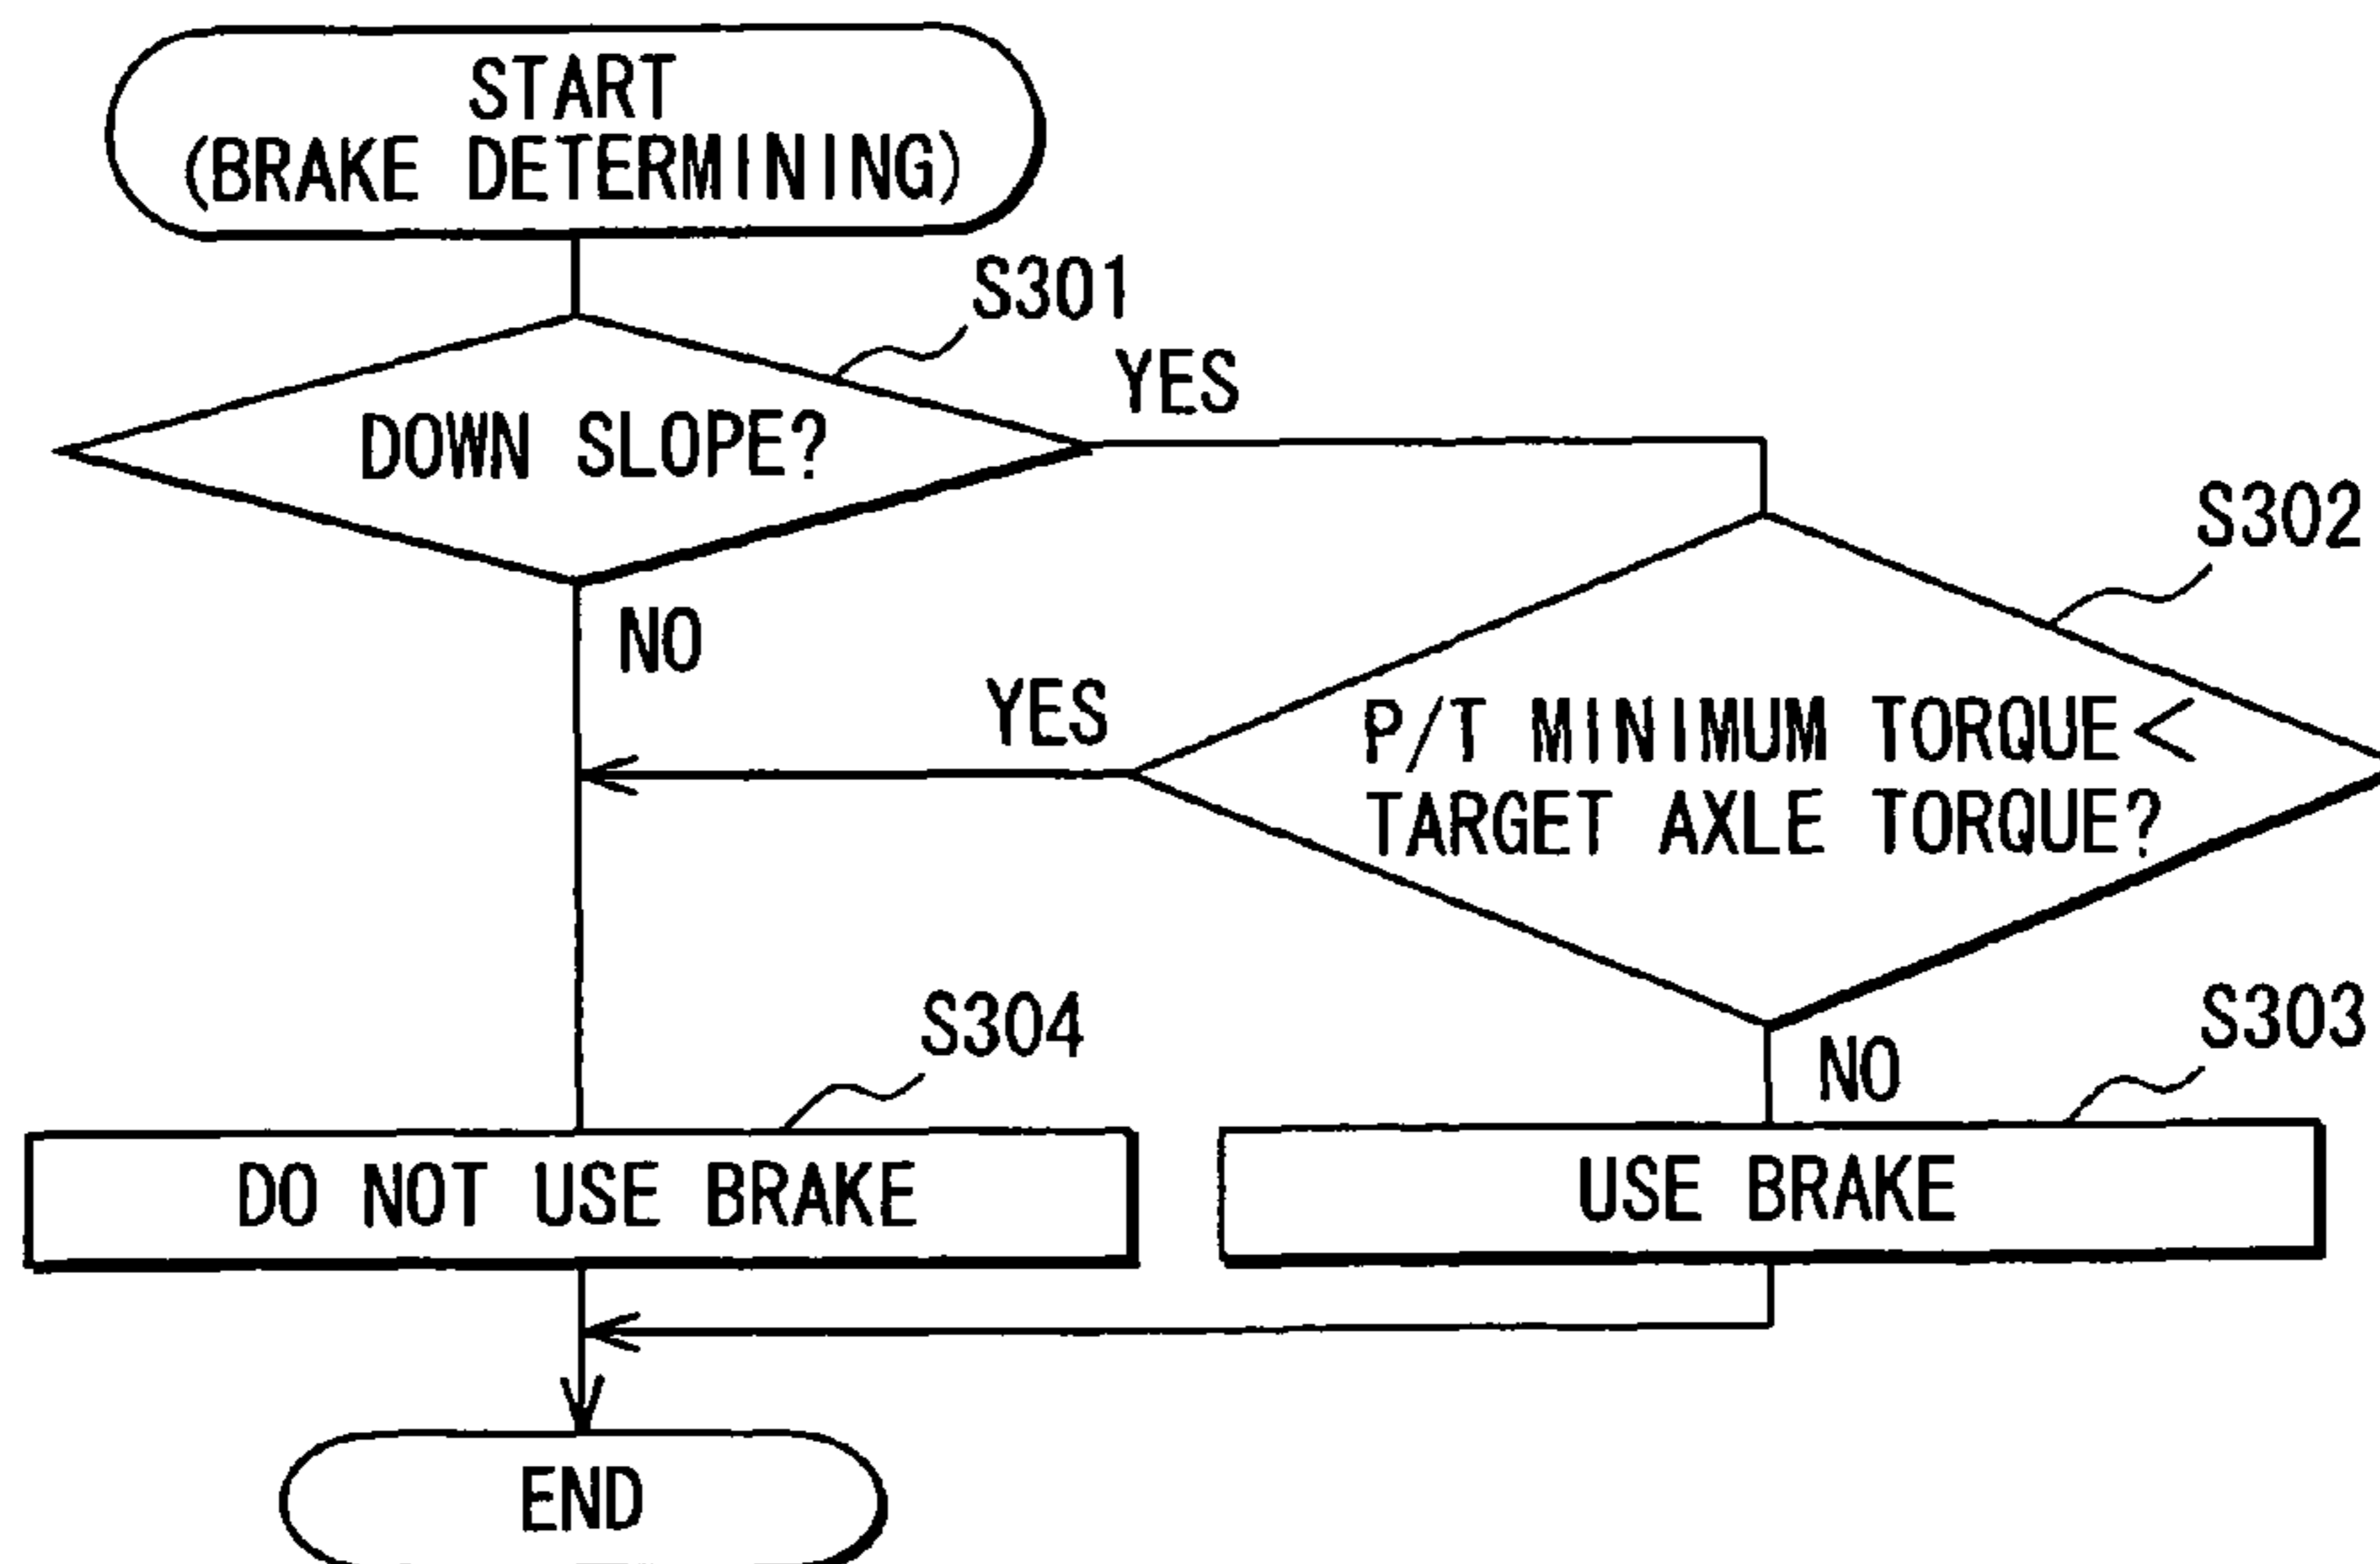 START
(BRAKE DETERMINING)
S301
YES
DOWN SLOPE?
S302
NO
YES
P/T MINIMUM TORQUE<
TARGET AXLE TORQUE?
S304
S303
NO
DO NOT USE BRAKE
USE BRAKE
END